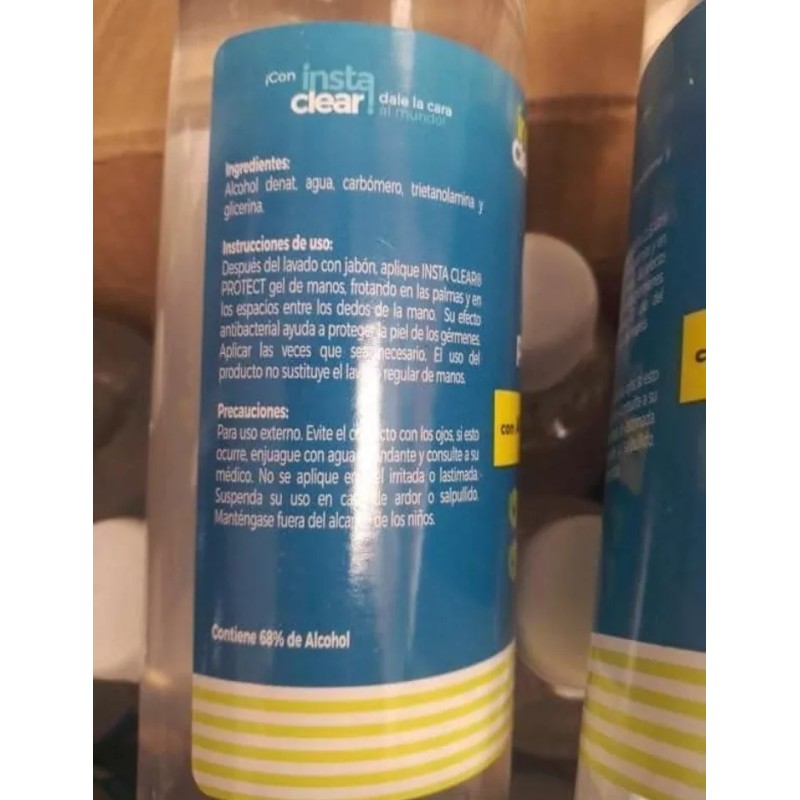 ¡Con insta clear! dale la cara
al mundo!
Ingredientes:
Alcohol denat, agua, carbómero, trietanolamina y
glicerina.
Instrucciones de uso:
Después del lavado con jabón, aplique INSTA CLEAR®
PROTECT gel de manos, frotando en las palmas y en
los espacios entre los dedos de la mano. Su efecto
antibacterial ayuda a proteger la piel de los gérmenes.
Aplicar las veces que sea necesario. El uso del
producto no sustituye el lavado regular de manos.
Precauciones:
Para uso externo. Evite el contacto con los ojos, si esto
ocurre, enjuague con agua abundante y consulte a su
médico. No se aplique en piel irritada o lastimada.
Suspenda su uso en caso de ardor o salpullido.
Manténgase fuera del alcance de los niños.
Contiene 68% de Alcohol
con